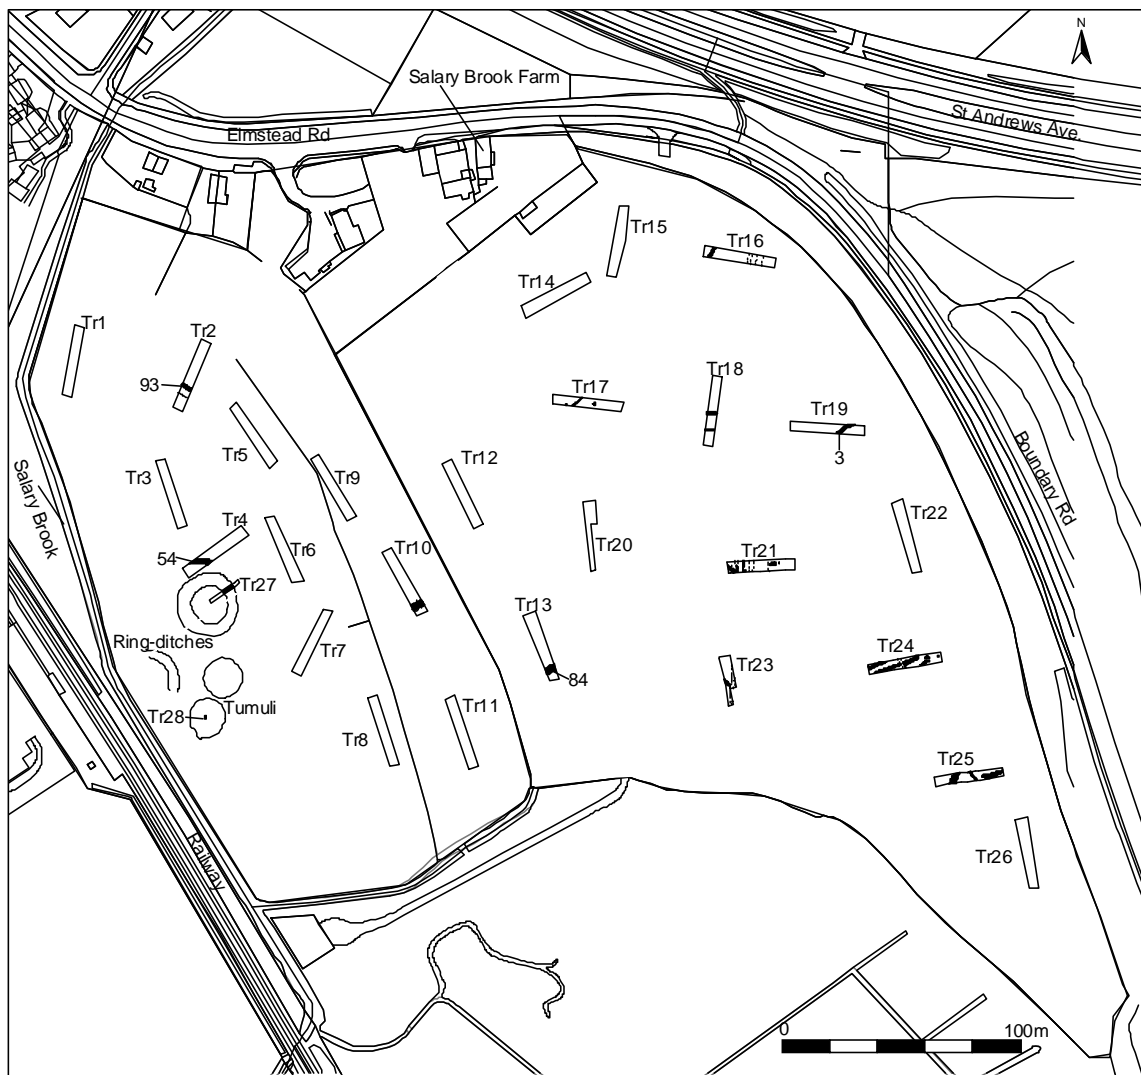 N
Salary Brook Farm
St Andrews Ave.
Elmstead Rd
Tr15
Tr16
Tr14
Tr1
Tr2
93
Tr18
Tr17
Tr19
3
Tr5
Boundary Rd
Tr12
Tr9
Tr3
Salary Brook
Tr4
Tr22
Tr6
Tr20
54
Tr10
Tr21
Tr27
Tr13
Ring-ditches
Tr7
84
Tr24
Tr23
Tumuli
Tr28
Tr11
Tr8
Tr25
Railway
Tr26
0
100m